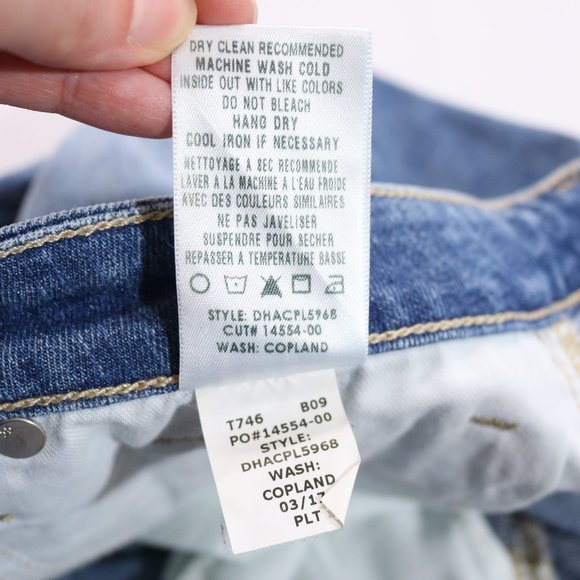 DRY CLEAN RECOMMENDED
MACHINE WASH COLD
INSIDE OUT WITH LIKE COLORS
DO NOT BLEACH
HANG DRY
COOL IRON IF NECESSARY
NETTOYAGE A SEC RECOMMENDE
LAVER A LA MACHINE A L'EAU FROIDE
AVEC DES COULEURS SIMILAIRES
NE PAS JAVELISER
SUSPENDRE POUR SECHER
REPASSER A TEMPERATURE BASSE
STYLE: DHACPL5968
CUT# 14554-00
WASH: COPLAND
T746 B09
PO#14554-00
STYLE:
DHACPL5968
WASH:
COPLAND
03/17
PLT